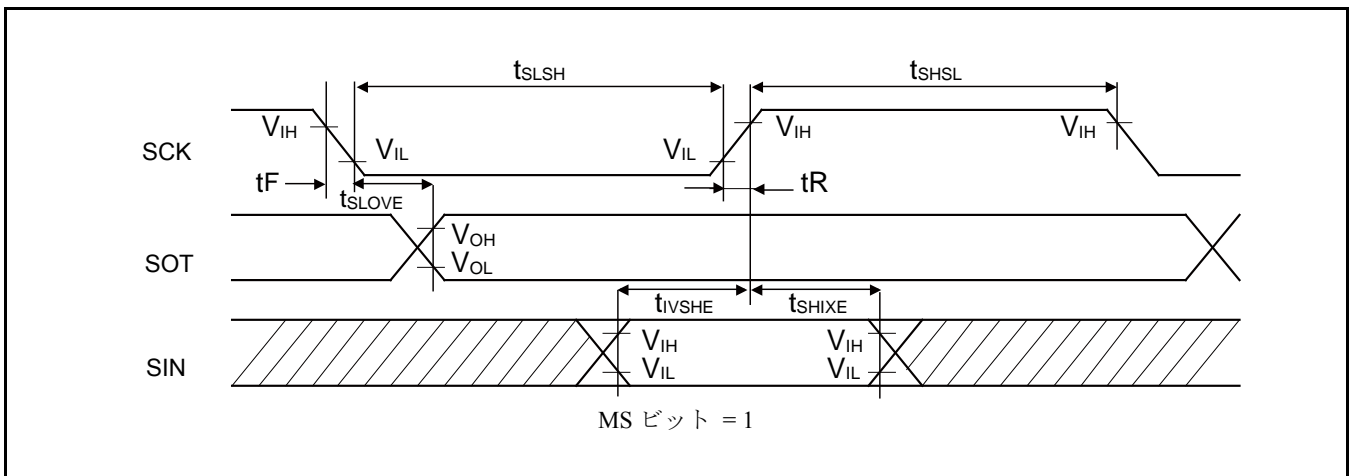 tSLSH tSHSL
SCK VIH VIL VIL VIH VIH
tF tSLOVE tR
SOT VOH VOL
tIVSHE tSHIXE
SIN VIH VIL VIH VIL
MS ビット = 1